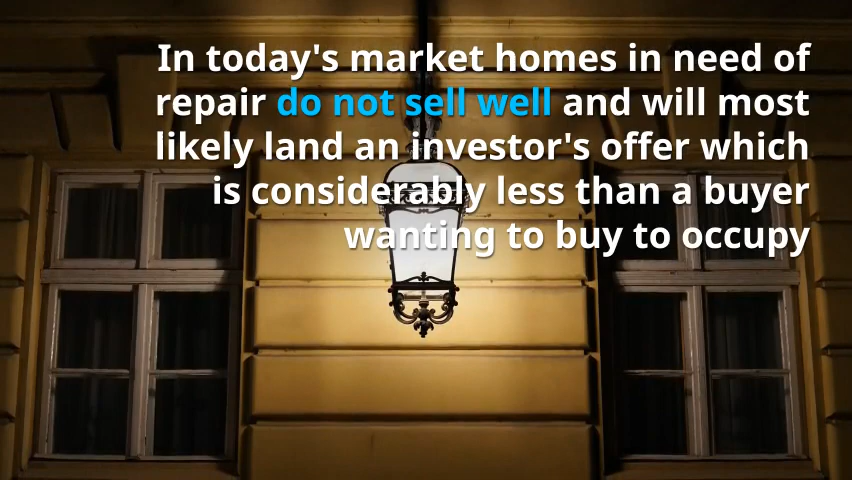 In today's market homes in need of
repair do not sell well and will most
likely land an investor's offer which
is considerably less than a buyer
wanting to buy to occupy